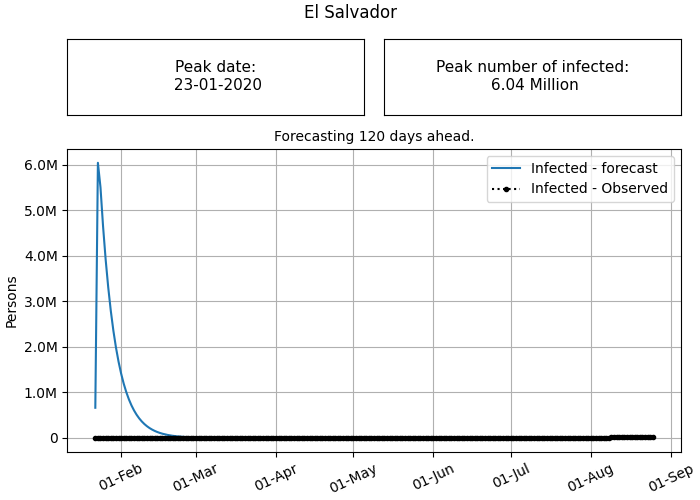 El Salvador
Peak date:
23-01-2020
Peak number of infected:
6.04 Million
Forecasting 120 days ahead.
Infected - forecast
Infected - Observed
Persons
6.0M
5.0M
4.0M
3.0M
2.0M
1.0M
0
01-Feb
01-Mar
01-Apr
01-May
01-Jun
01-Jul
01-Aug
01-Sep